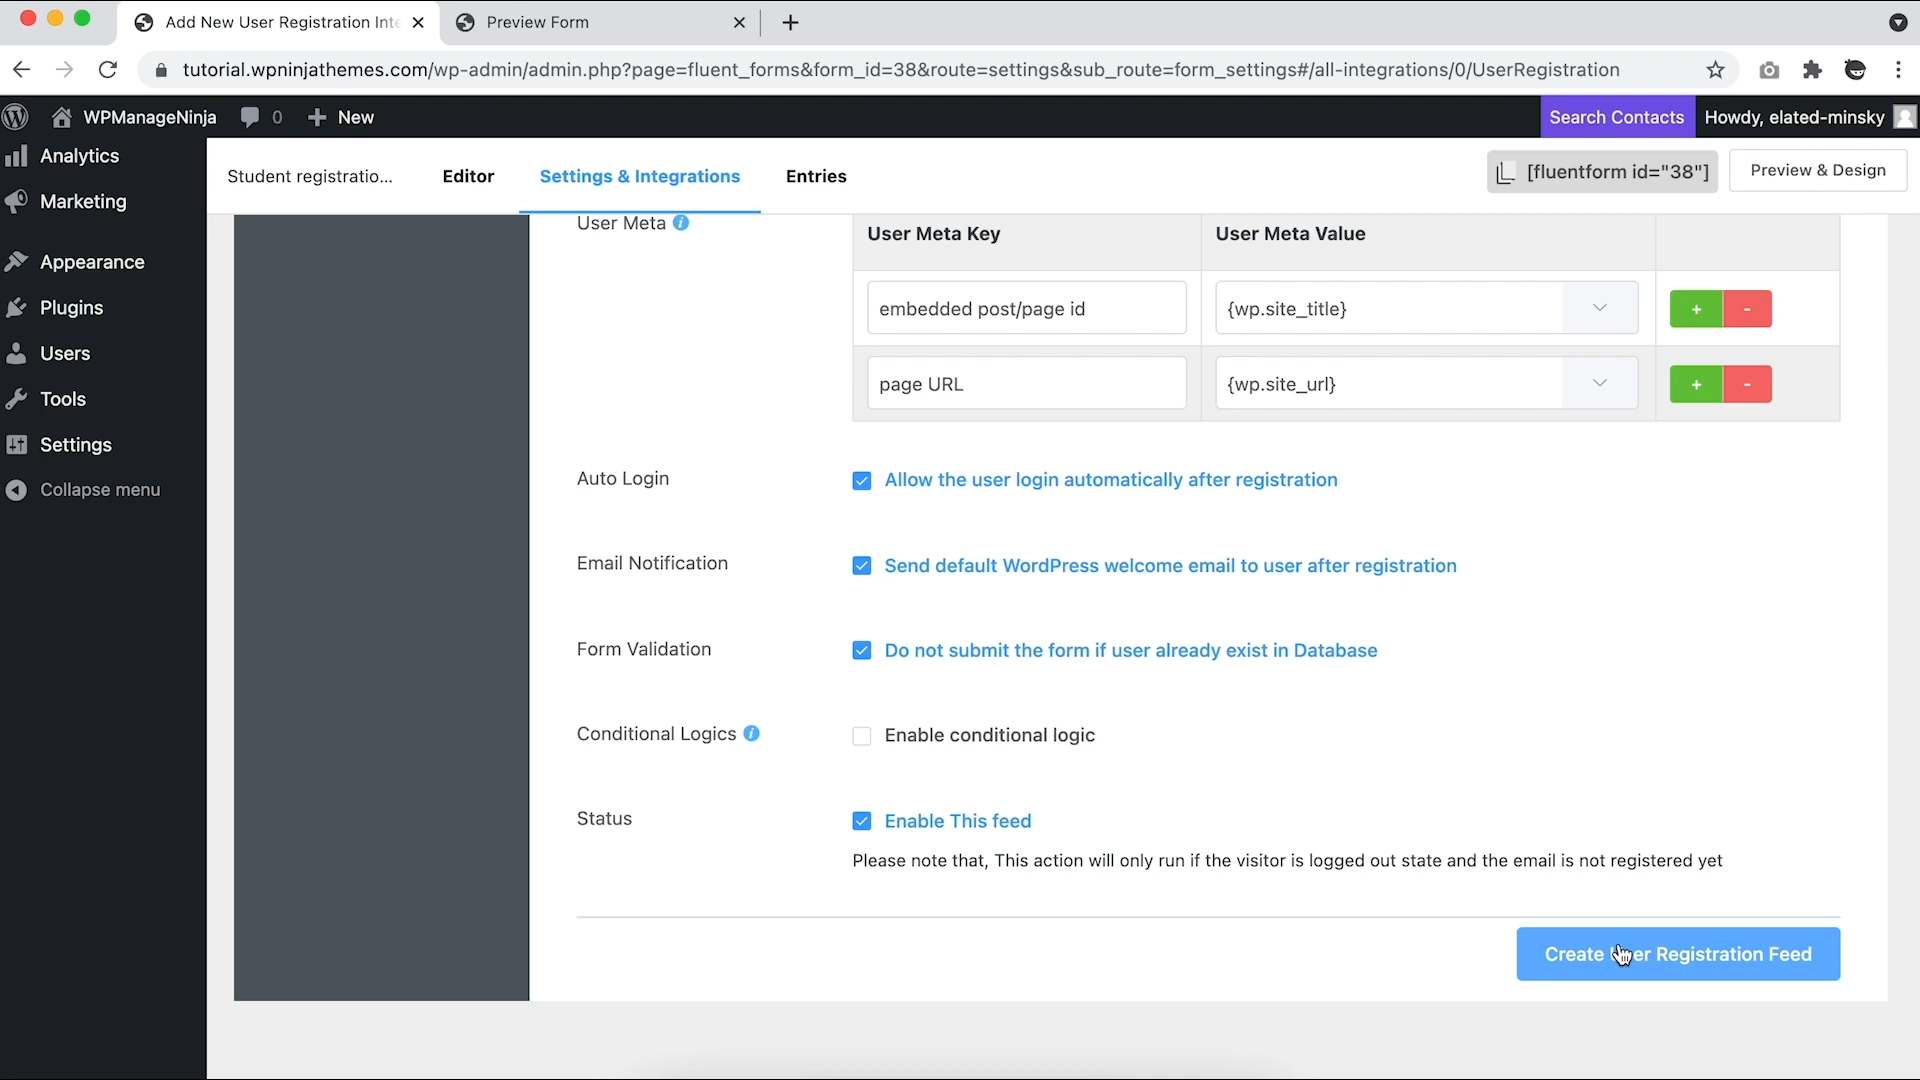 Add New User Registration Inte
Preview Form
tutorial.wpninjathemes.com/wp-admin/admin.php?page=fluent_forms&form_id=38&route=settings&sub_route=form_settings#/all-integrations/0/UserRegistration
WPManageNinja
0
New
Search Contacts
Howdy, elated-minsky
Analytics
Marketing
Appearance
Plugins
Users
Tools
Settings
Collapse menu
Student registratio...
Editor
Settings & Integrations
Entries
[fluentform id="38"]
Preview & Design
User Meta
User Meta Key
User Meta Value
embedded post/page id
{wp.site_title}
+
-
page URL
{wp.site_url}
+
-
Auto Login
Allow the user login automatically after registration
Email Notification
Send default WordPress welcome email to user after registration
Form Validation
Do not submit the form if user already exist in Database
Conditional Logics
Enable conditional logic
Status
Enable This feed
Please note that, This action will only run if the visitor is logged out state and the email is not registered yet
Create User Registration Feed